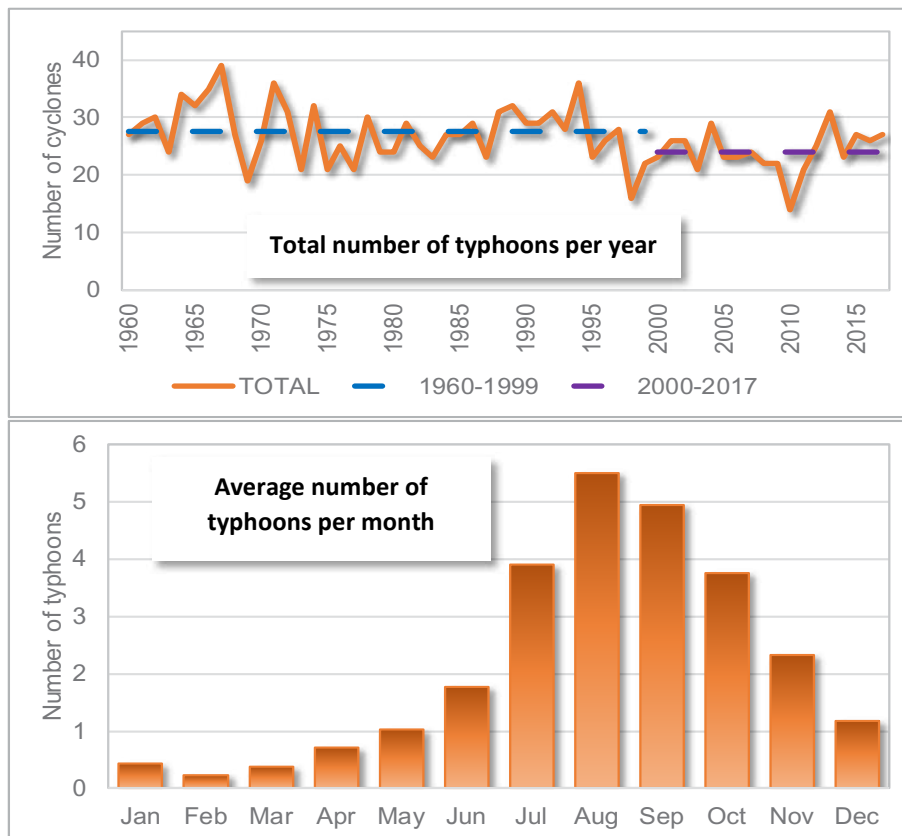 Number of cyclones
40
30
20
10
0
Total number of typhoons per year
1960 1965 1970 1975 1980 1985 1990 1995 2000 2005 2010 2015
TOTAL 1960-1999 2000-2017
Number of typhoons
6
5
4
3
2
1
0
Average number of
typhoons per month
Jan Feb Mar Apr May Jun Jul Aug Sep Oct Nov Dec